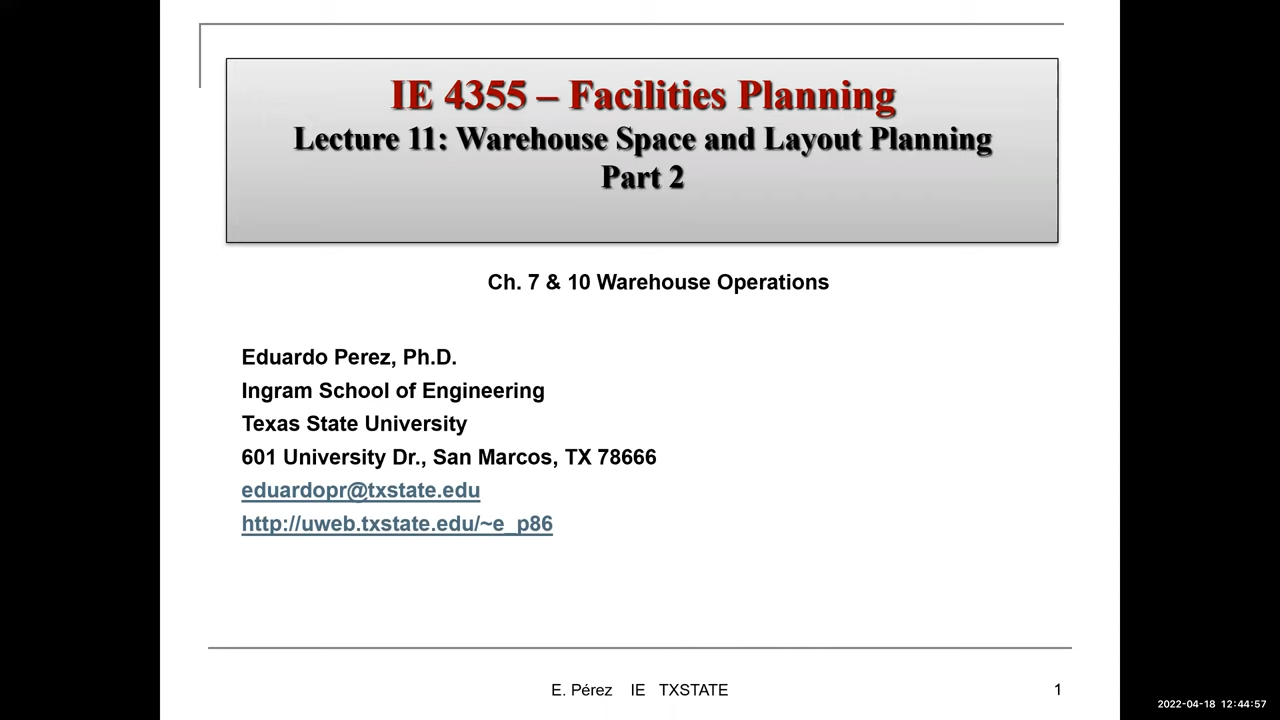 IE 4355 – Facilities Planning
Lecture 11: Warehouse Space and Layout Planning
Part 2
Ch. 7 & 10 Warehouse Operations
Eduardo Perez, Ph.D.
Ingram School of Engineering
Texas State University
601 University Dr., San Marcos, TX 78666
eduardopr@txstate.edu
http://uweb.txstate.edu/~e_p86
E. Pérez IE TXSTATE 1
2022-04-18 12:44:57